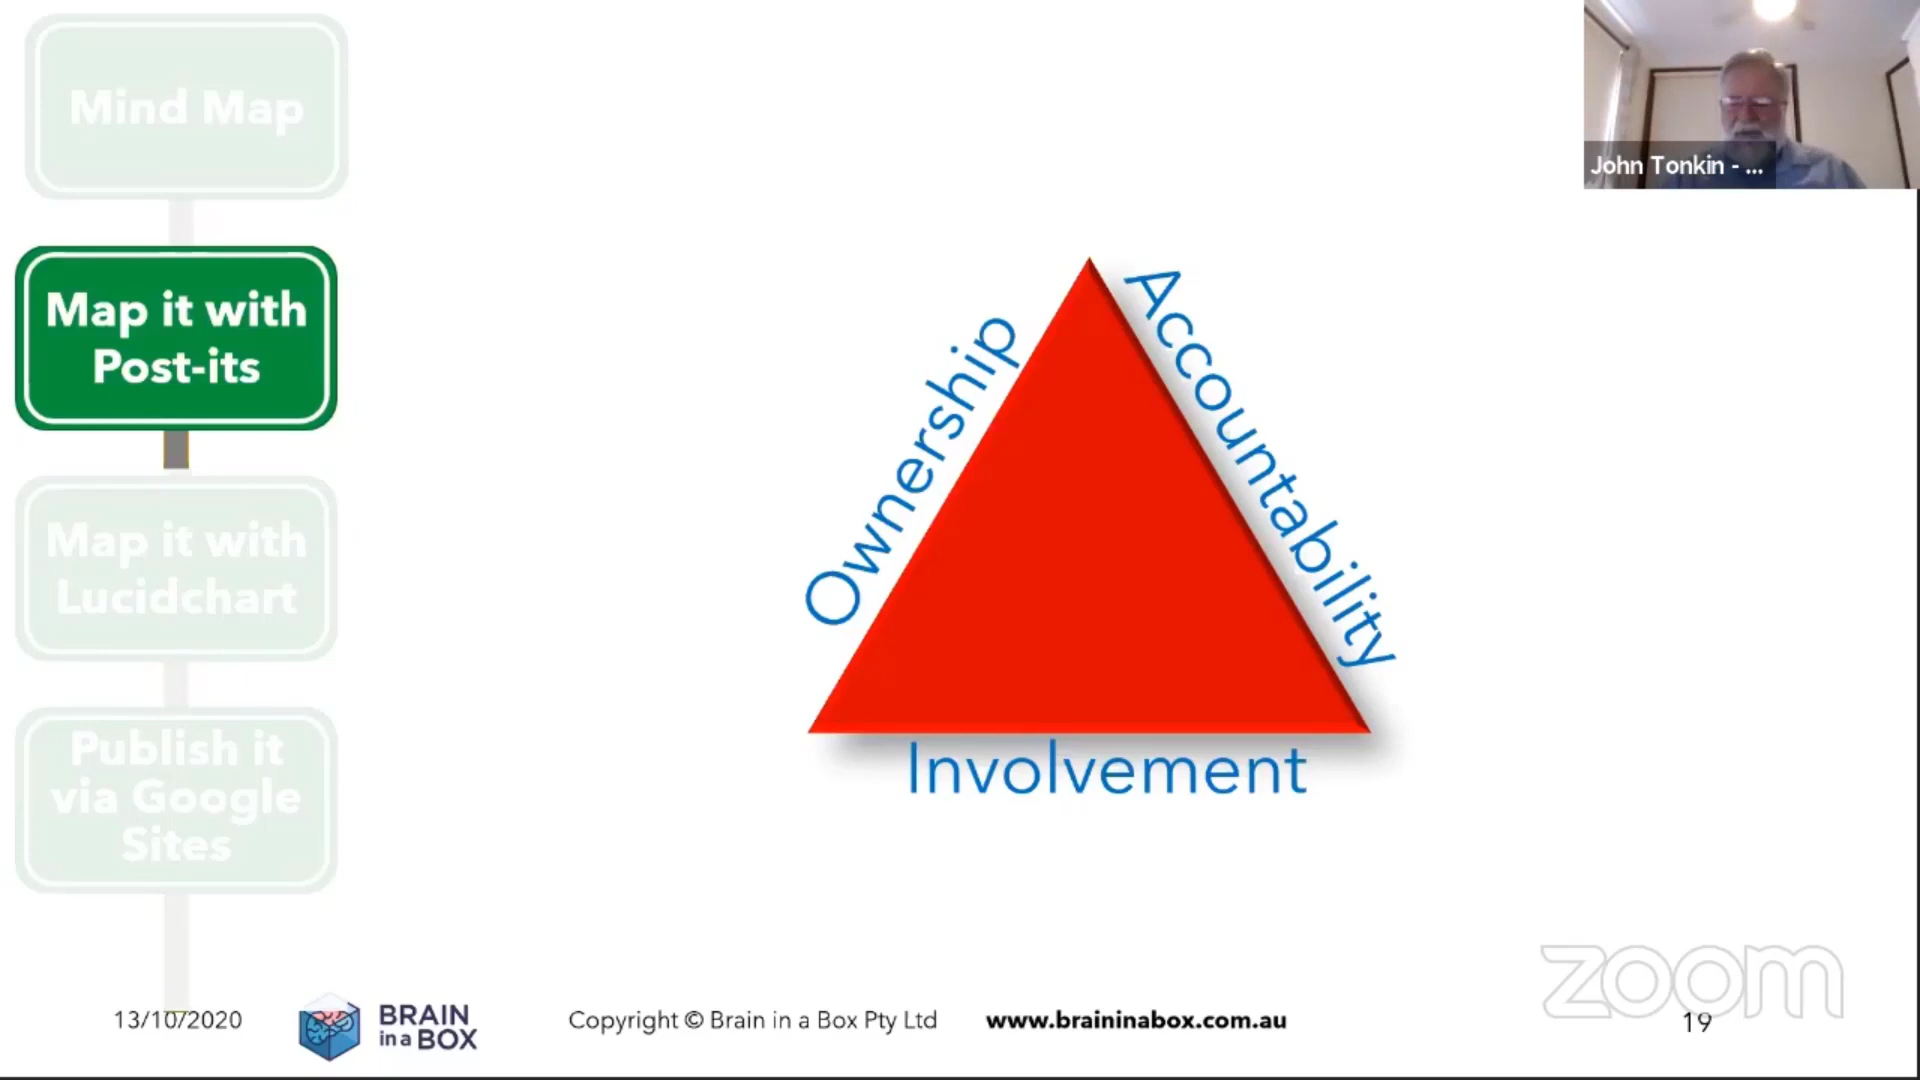 Mind Map
Map it with
Post-its
Map it with
Lucidchart
Publish it
via Google
Sites
Ownership
Accountability
Involvement
John Tonkin - ...
zoom
13/10/2020
BRAIN
in a BOX
Copyright © Brain in a Box Pty Ltd
www.braininabox.com.au
19